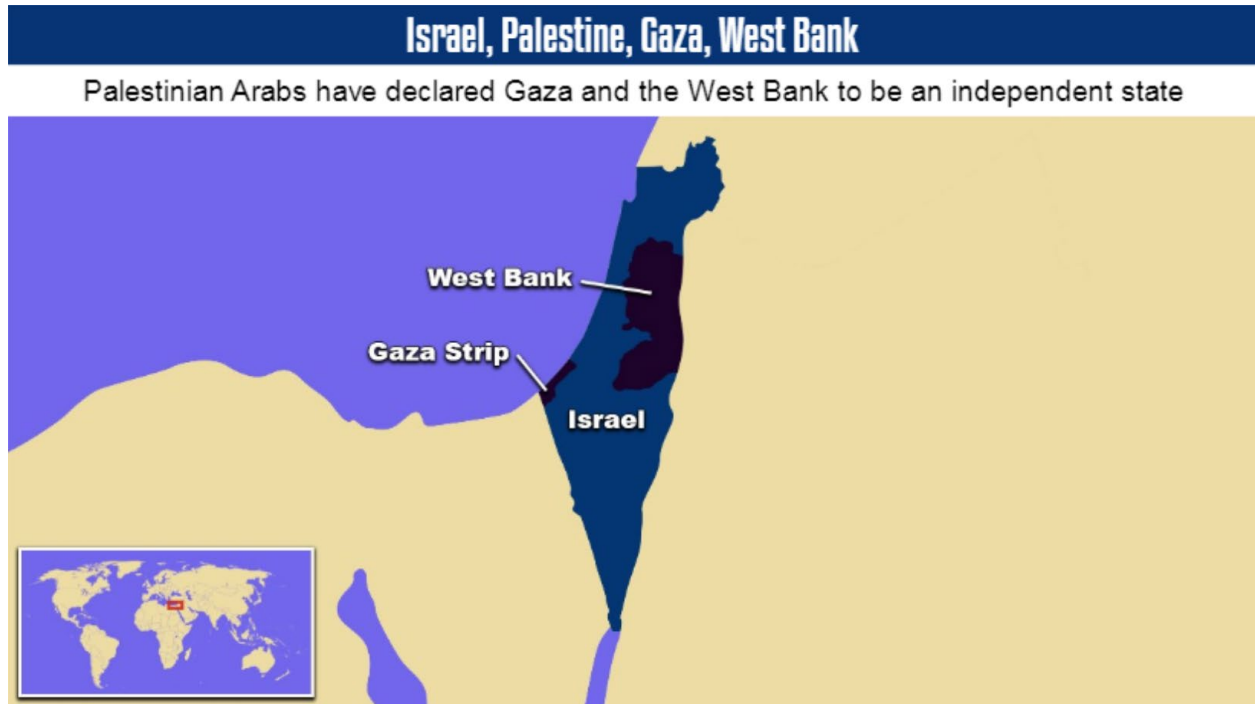 Israel, Palestine, Gaza, West Bank
Palestinian Arabs have declared Gaza and the West Bank to be an independent state
West Bank
Gaza Strip
Israel